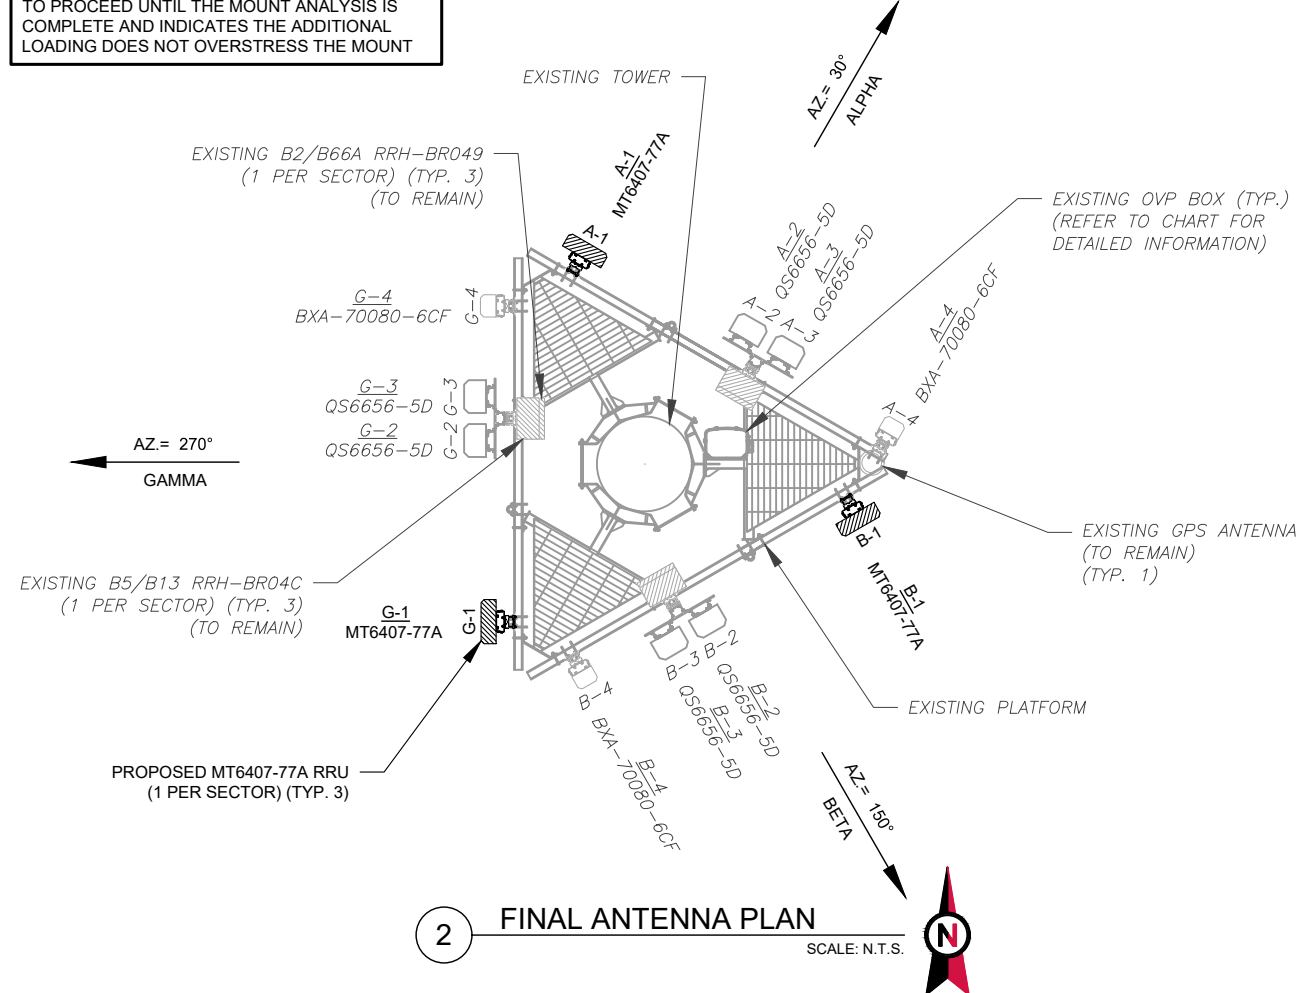 TO PROCEED UNTIL THE MOUNT ANALYSIS IS
COMPLETE AND INDICATES THE ADDITIONAL
LOADING DOES NOT OVERSTRESS THE MOUNT
EXISTING TOWER
AZ.= 30°
ALPHA
EXISTING B2/B66A RRH-BR049
(1 PER SECTOR) (TYP. 3)
(TO REMAIN)
A-1
MT6407-77A
A-1
EXISTING OVP BOX (TYP.)
(REFER TO CHART FOR
DETAILED INFORMATION)
A-2
QS6656-5D
A-3
QS6656-5D
A-2
A-3
A-4
BXA-70080-6CF
A-4
G-4
BXA-70080-6CF
G-4
G-3
QS6656-5D
G-3
G-2
QS6656-5D
G-2
AZ.= 270°
GAMMA
EXISTING GPS ANTENNA
(TO REMAIN)
(TYP. 1)
B-1
B-1
MT6407-77A
EXISTING B5/B13 RRH-BR04C
(1 PER SECTOR) (TYP. 3)
(TO REMAIN)
G-1
MT6407-77A
G-1
B-2
B-3
B-2
QS6656-5D
B-3
QS6656-5D
B-4
B-4
BXA-70080-6CF
EXISTING PLATFORM
PROPOSED MT6407-77A RRU
(1 PER SECTOR) (TYP. 3)
AZ.= 150°
BETA
2
FINAL ANTENNA PLAN
SCALE: N.T.S.
N